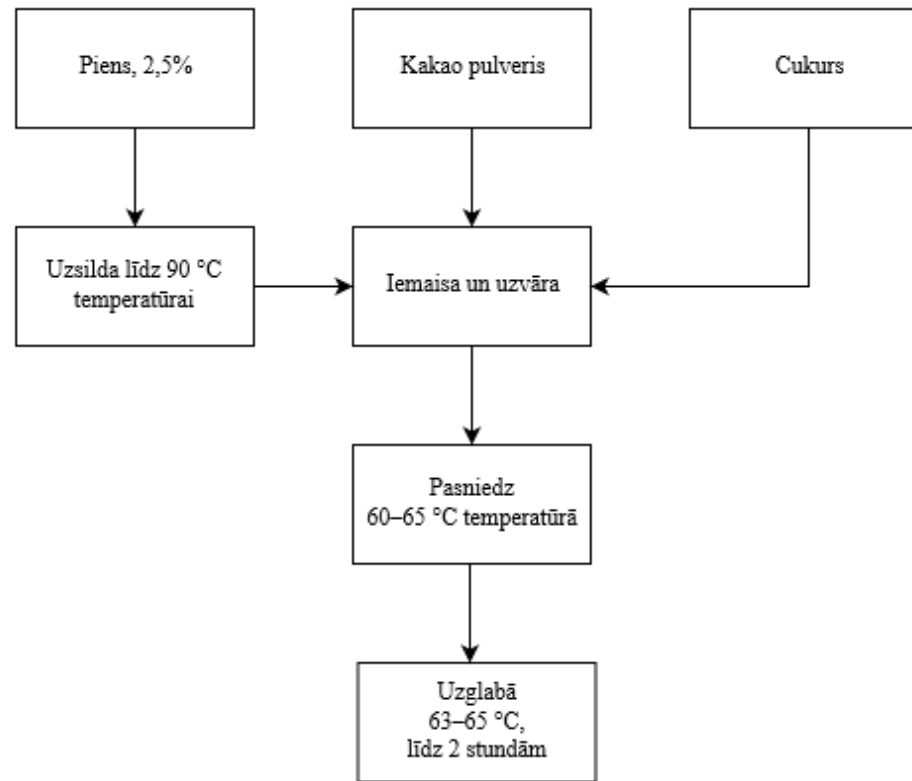 Piens, 2,5%
Kakao pulveris
Cukurs
Uzsilda līdz 90 °C
temperatūrai
Iemaisa un uzvāra
Pasniedz
60–65 °C temperatūrā
Uzglabā
63–65 °C,
līdz 2 stundām